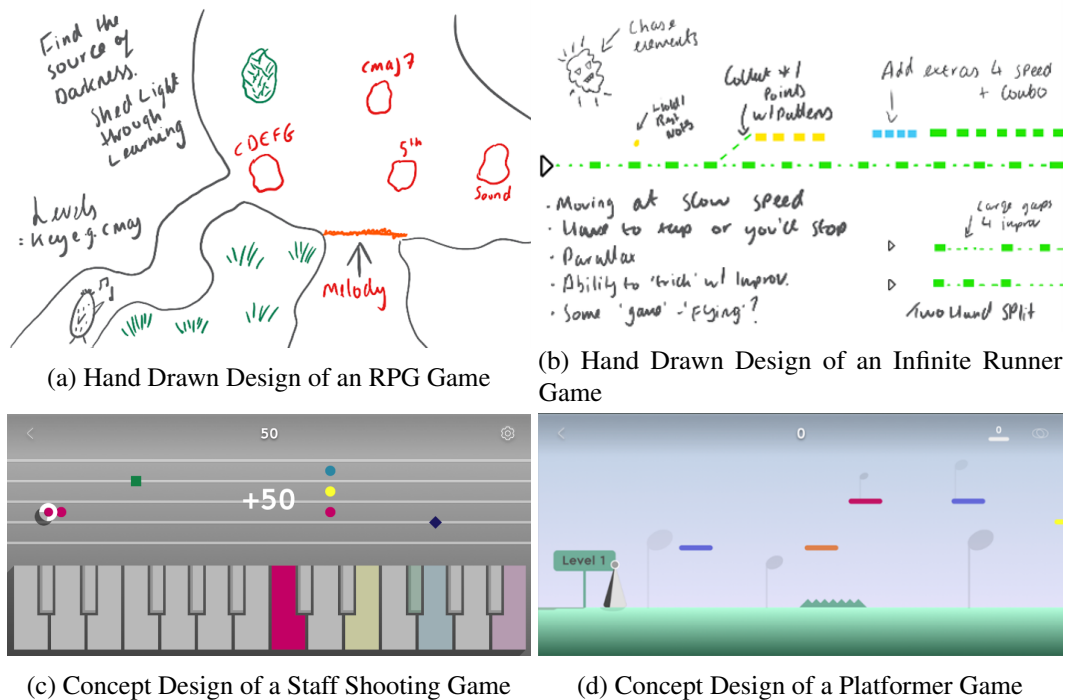 Find the
source of
Darkness.
Shed Light
through
Learning
Levels
= Key e.g. Cmaj
CDEFG
Cmaj7
5th
Sound
Melody
(a) Hand Drawn Design of an RPG Game
Chase
elements
Collect *1
Points
w/ Patterns
Rest
Notes
Add extras 4 speed
+ Combo
• Moving at slow speed
• Have to tap or you'll stop
• Parallax
• Ability to 'trick' w/ Improv.
• Some 'game' - 'Flying'?
Large gaps
4 improv
Two Hand Split
(b) Hand Drawn Design of an Infinite Runner
Game
50
+50
(c) Concept Design of a Staff Shooting Game
0
0
Level 1
(d) Concept Design of a Platformer Game